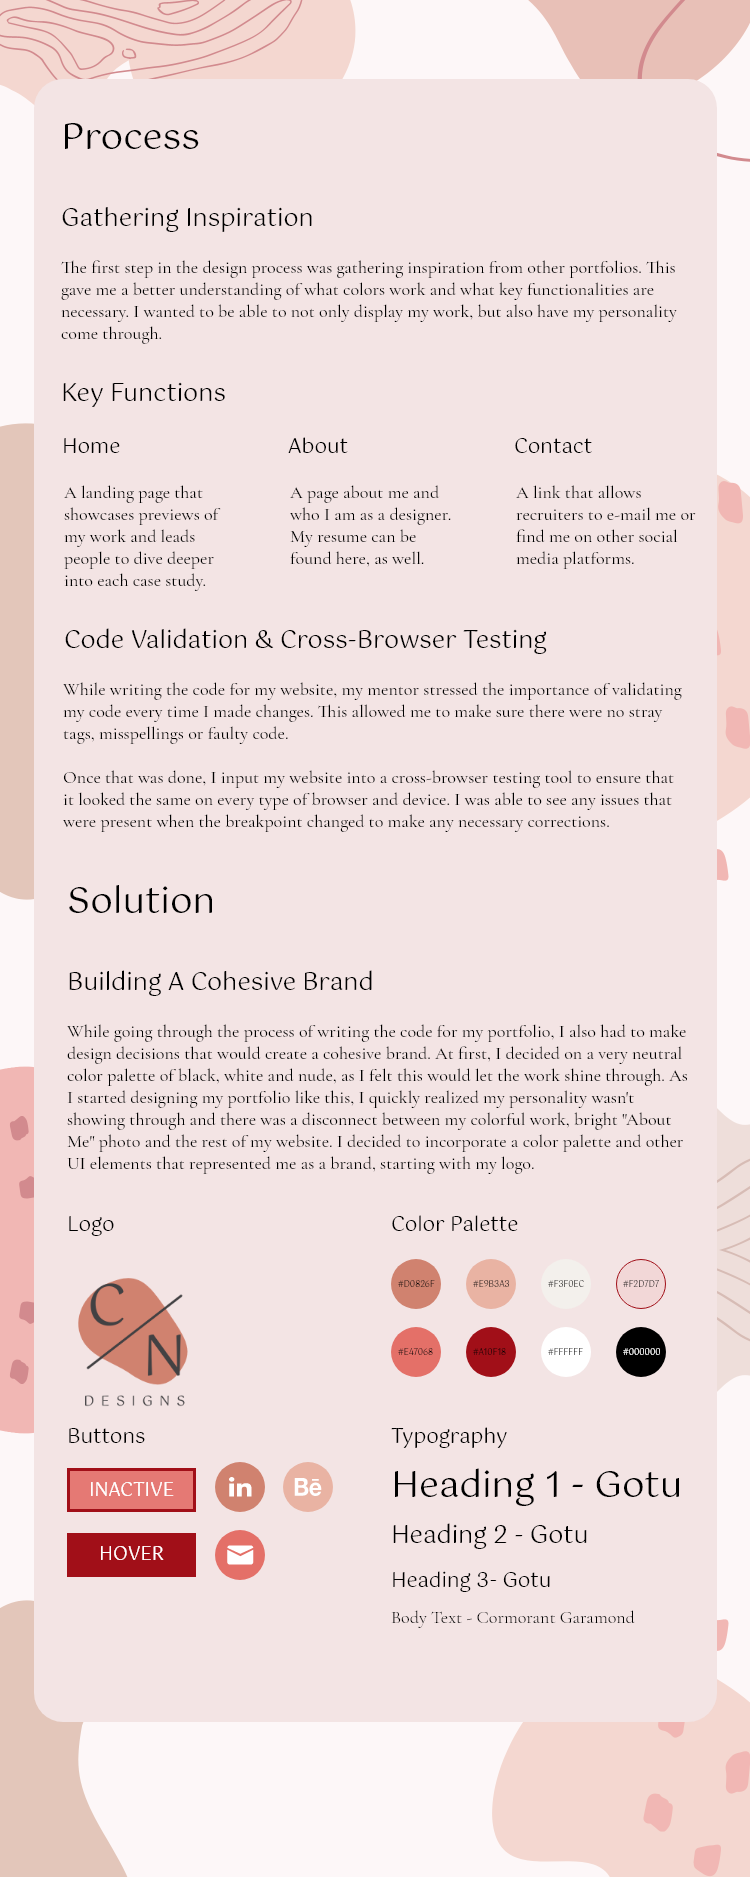 Process
Gathering Inspiration
The first step in the design process was gathering inspiration from other portfolios. This
gave me a better understanding of what colors work and what key functionalities are
necessary. I wanted to be able to not only display my work, but also have my personality
come through.
Key Functions
Home
A landing page that
showcases previews of
my work and leads
people to dive deeper
into each case study.
About
A page about me and
who I am as a designer.
My resume can be
found here, as well.
Contact
A link that allows
recruiters to e-mail me or
find me on other social
media platforms.
Code Validation & Cross-Browser Testing
While writing the code for my website, my mentor stressed the importance of validating
my code every time I made changes. This allowed me to make sure there were no stray
tags, misspellings or faulty code.
Once that was done, I input my website into a cross-browser testing tool to ensure that
it looked the same on every type of browser and device. I was able to see any issues that
were present when the breakpoint changed to make any necessary corrections.
Solution
Building A Cohesive Brand
While going through the process of writing the code for my portfolio, I also had to make
design decisions that would create a cohesive brand. At first, I decided on a very neutral
color palette of black, white and nude, as I felt this would let the work shine through. As
I started designing my portfolio like this, I quickly realized my personality wasn't
showing through and there was a disconnect between my colorful work, bright "About
Me" photo and the rest of my website. I decided to incorporate a color palette and other
UI elements that represented me as a brand, starting with my logo.
Logo
C
N
DESIGNS
Color Palette
#D0826F #E9B3A3 #F3F0EC #F2D7D7
#E47068 #A10F18 #FFFFFF #000000
Buttons
INACTIVE
in Bē
HOVER
Typography
Heading 1 - Gotu
Heading 2 - Gotu
Heading 3- Gotu
Body Text - Cormorant Garamond